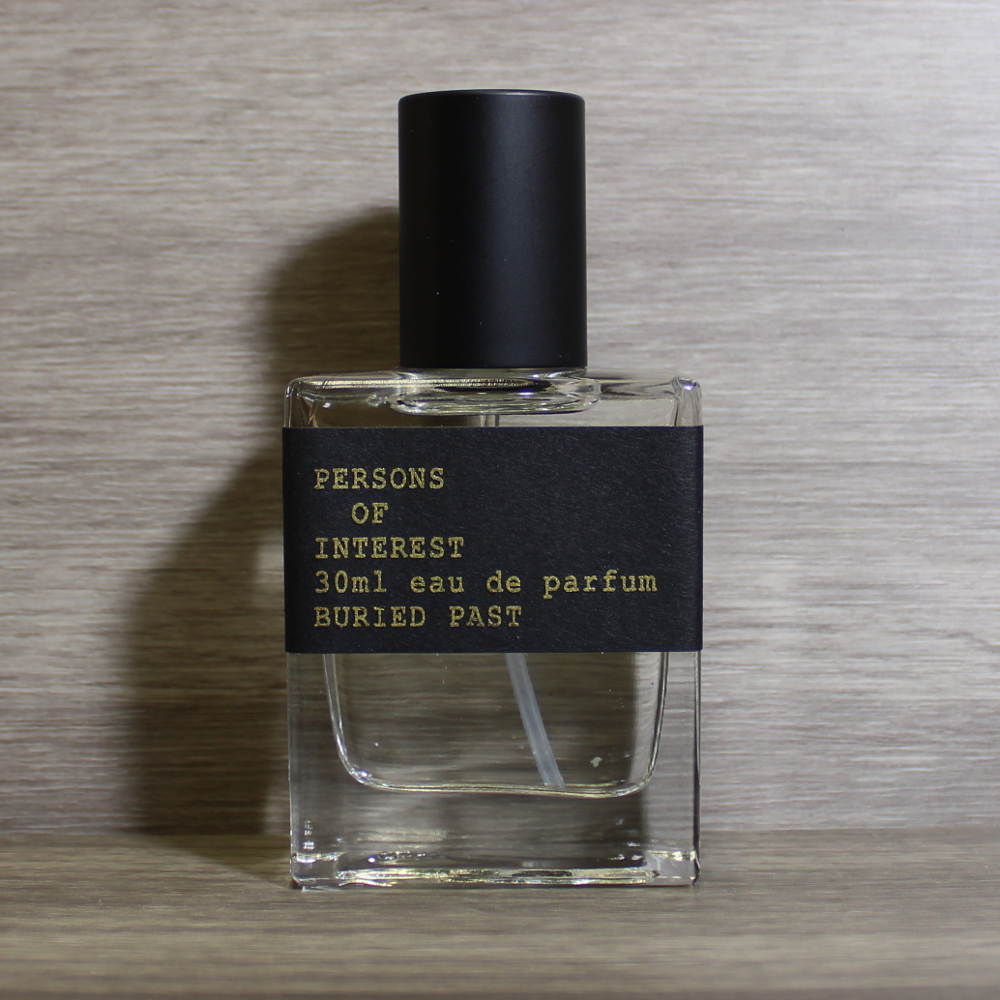 PERSONS
OF
INTEREST
30ml eau de parfum
BURIED PAST